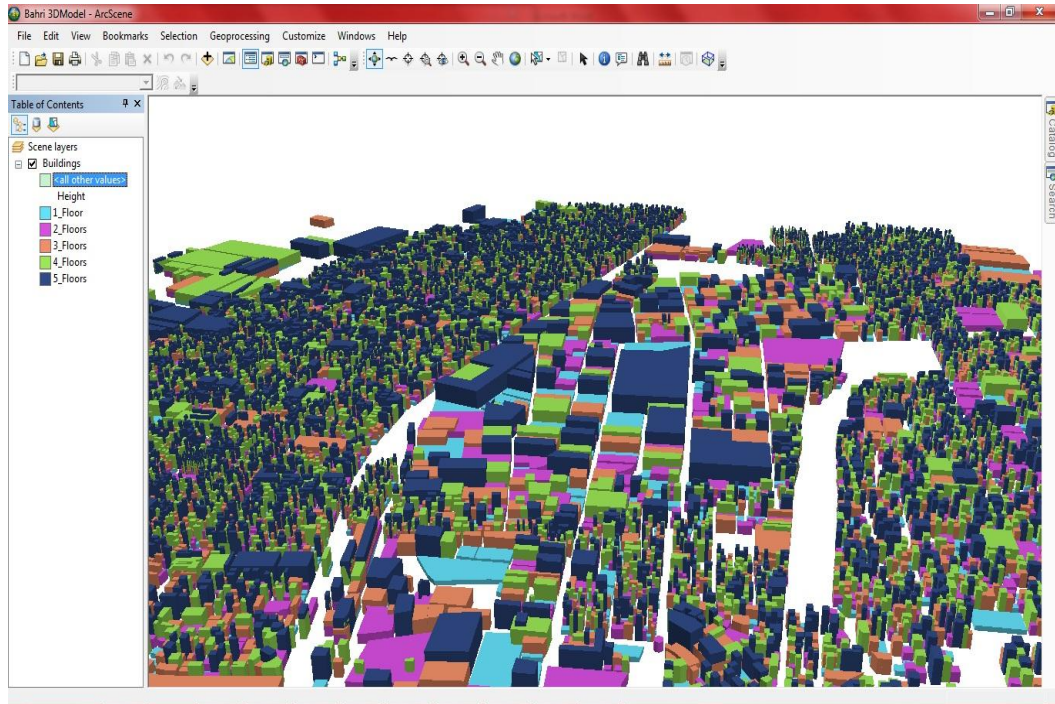 Bahri 3DModel - ArcScene
File Edit View Bookmarks Selection Geoprocessing Customize Windows Help
Table of Contents
Scene layers
Buildings
<all other values>
Height
1_Floor
2_Floors
3_Floors
4_Floors
5_Floors
Catalog
Search